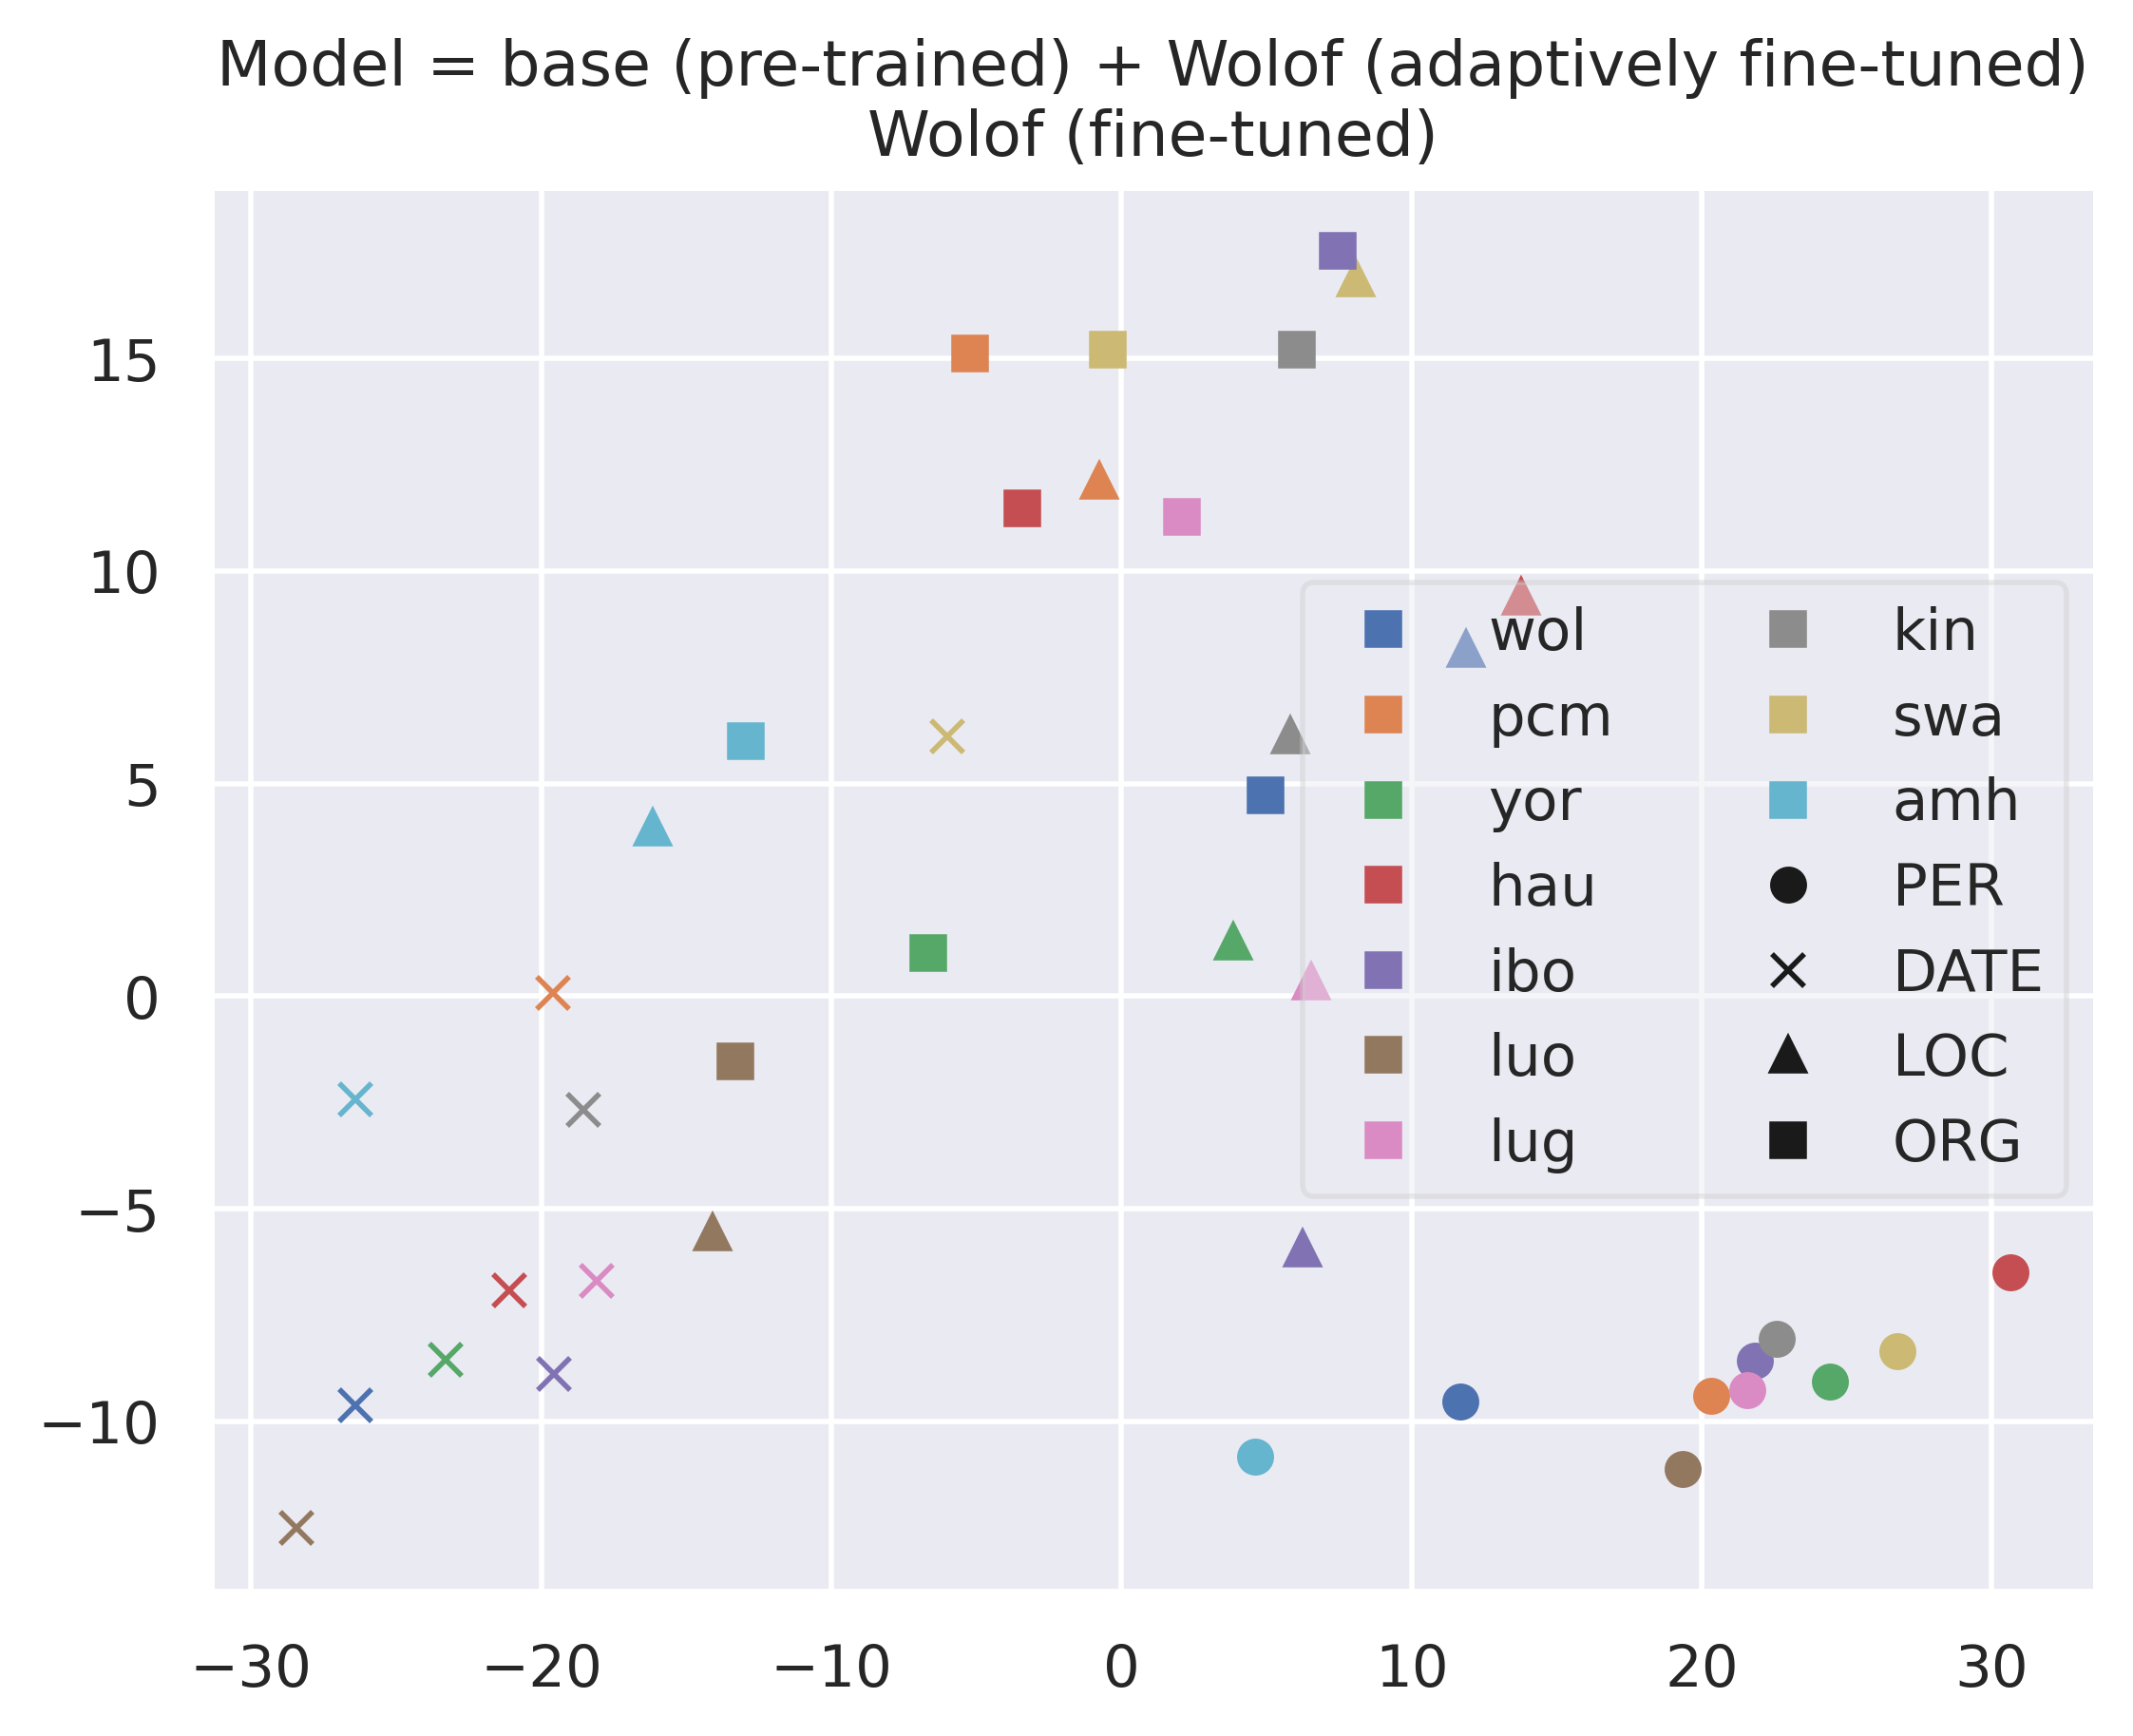 Model = base (pre-trained) + Wolof (adaptively fine-tuned)
Wolof (fine-tuned)
15
10
5
0
−5
−10
wol
pcm
yor
hau
ibo
luo
lug
kin
swa
amh
PER
DATE
LOC
ORG
−30
−20
−10
0
10
20
30